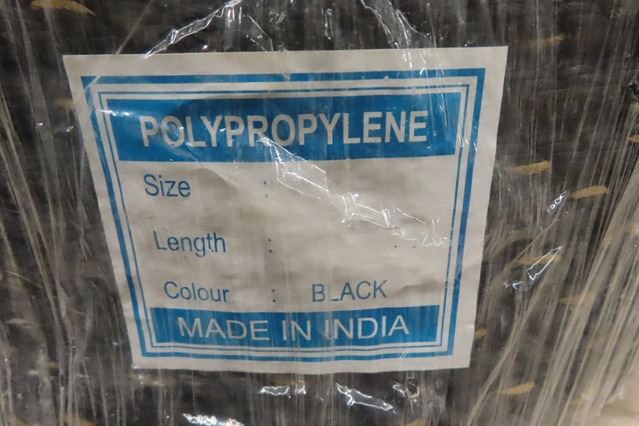 POLYPROPYLENE
Size :
Length :
Colour : BLACK
MADE IN INDIA